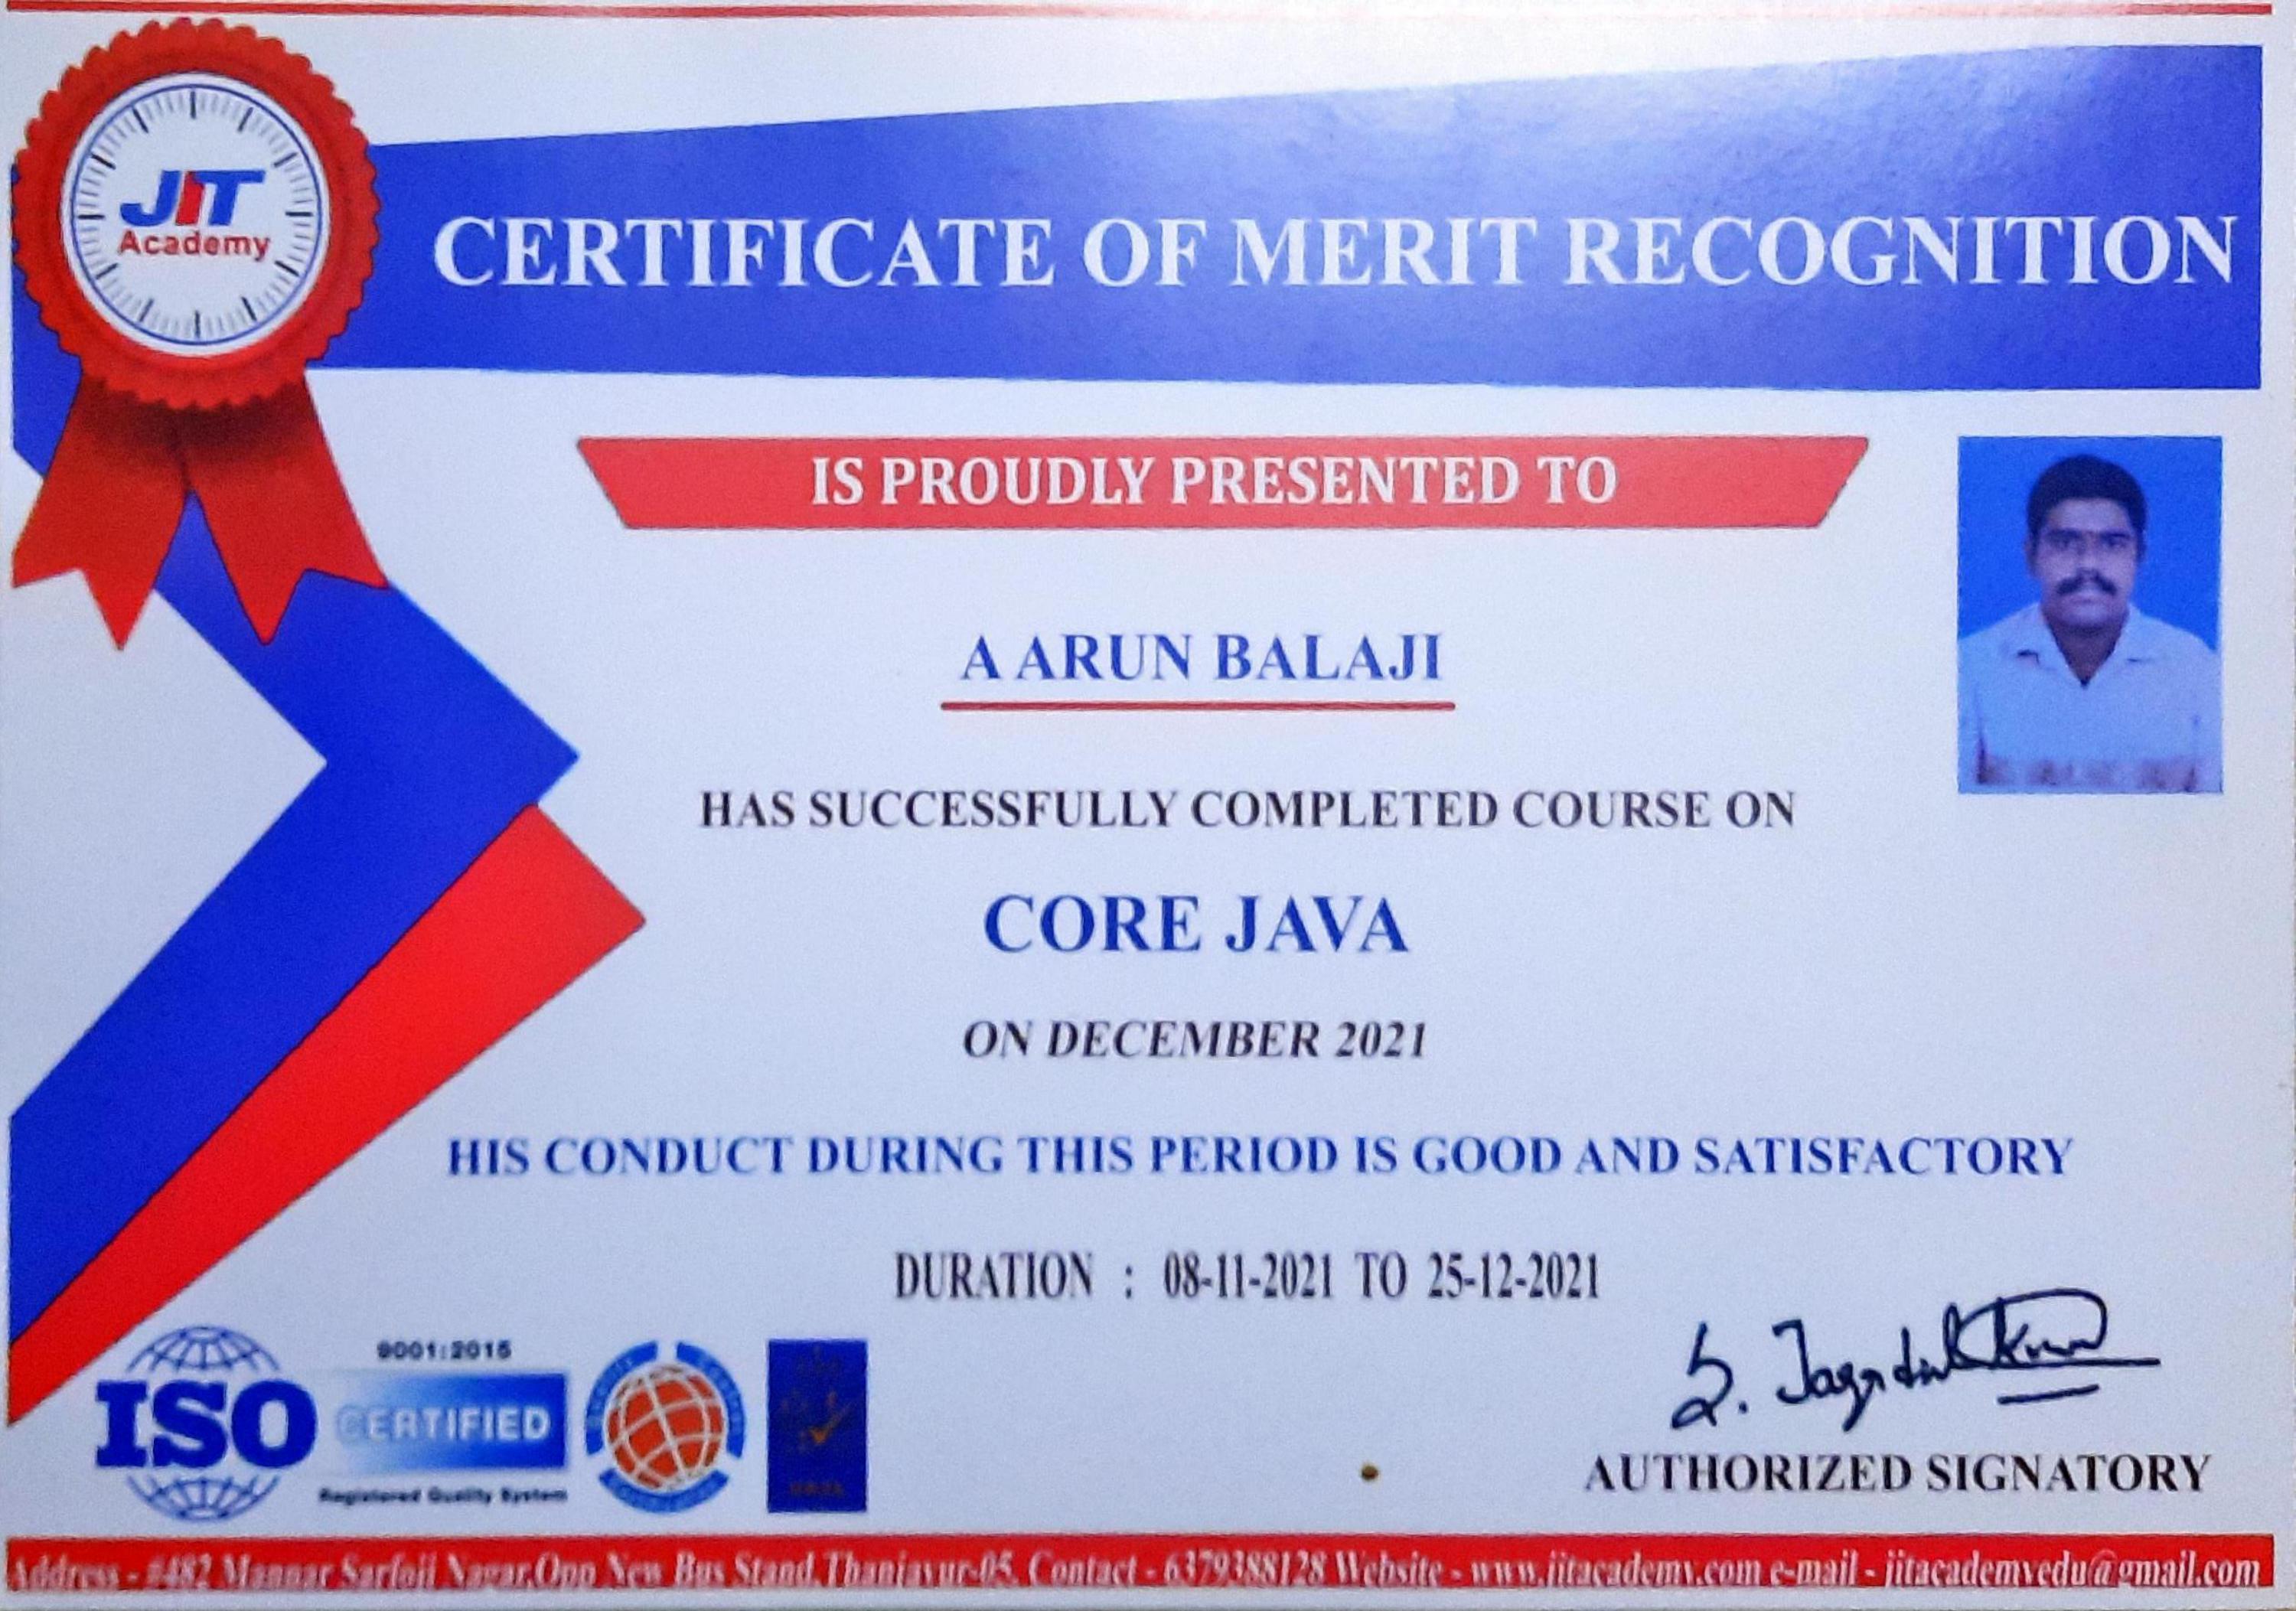 JIT
Academy
CERTIFICATE OF MERIT RECOGNITION
IS PROUDLY PRESENTED TO
A ARUN BALAJI
HAS SUCCESSFULLY COMPLETED COURSE ON
CORE JAVA
ON DECEMBER 2021
HIS CONDUCT DURING THIS PERIOD IS GOOD AND SATISFACTORY
DURATION : 08-11-2021 TO 25-12-2021
9001:2015
ISO CERTIFIED
Registered Quality System
S.
AUTHORIZED SIGNATORY
Address - #482 Mannar Sarfoji Nagar,Opp New Bus Stand,Thanjavur-05, Contact - 6379388128 Website - www.jitacademy.com e-mail - jitacademyedu@gmail.com